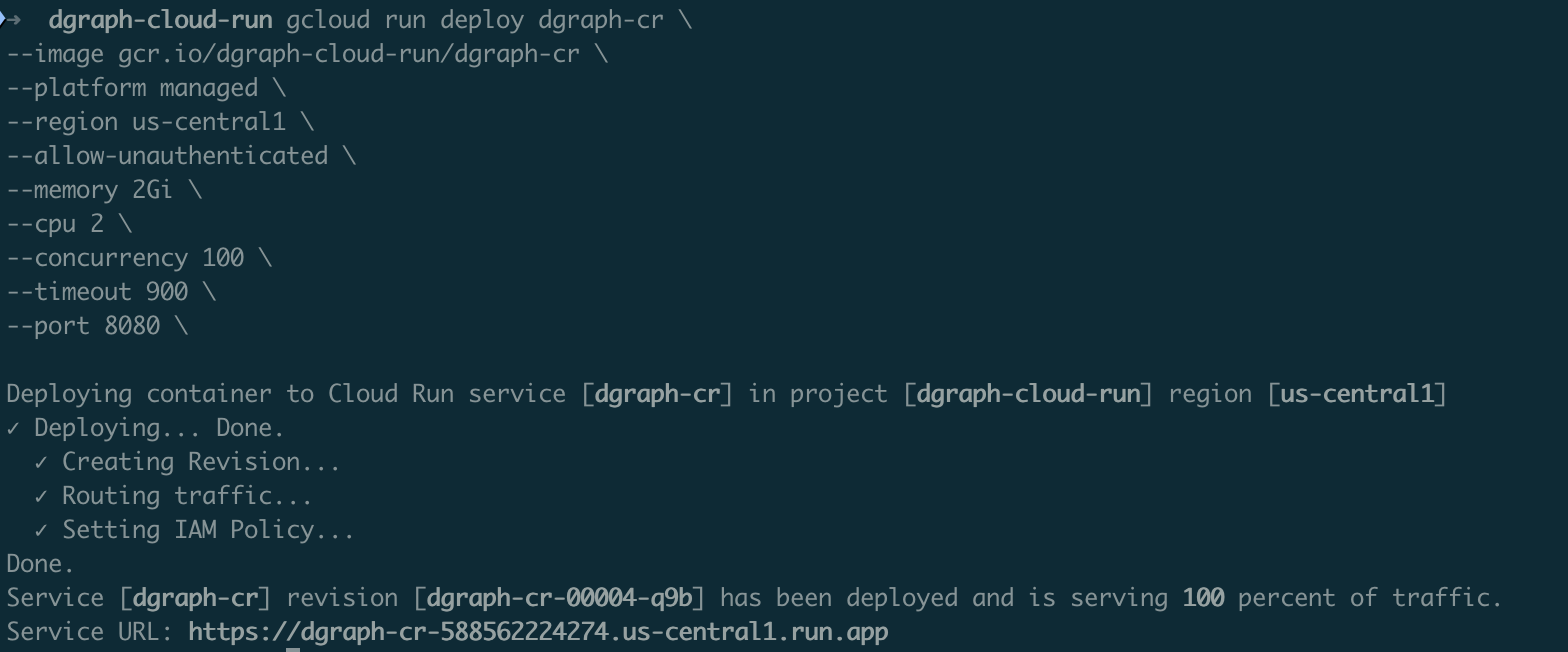 → dgraph-cloud-run gcloud run deploy dgraph-cr \
--image gcr.io/dgraph-cloud-run/dgraph-cr \
--platform managed \
--region us-central1 \
--allow-unauthenticated \
--memory 2Gi \
--cpu 2 \
--concurrency 100 \
--timeout 900 \
--port 8080 \
Deploying container to Cloud Run service [dgraph-cr] in project [dgraph-cloud-run] region [us-central1]
✓ Deploying... Done.
✓ Creating Revision...
✓ Routing traffic...
✓ Setting IAM Policy...
Done.
Service [dgraph-cr] revision [dgraph-cr-00004-q9b] has been deployed and is serving 100 percent of traffic.
Service URL: https://dgraph-cr-588562224274.us-central1.run.app